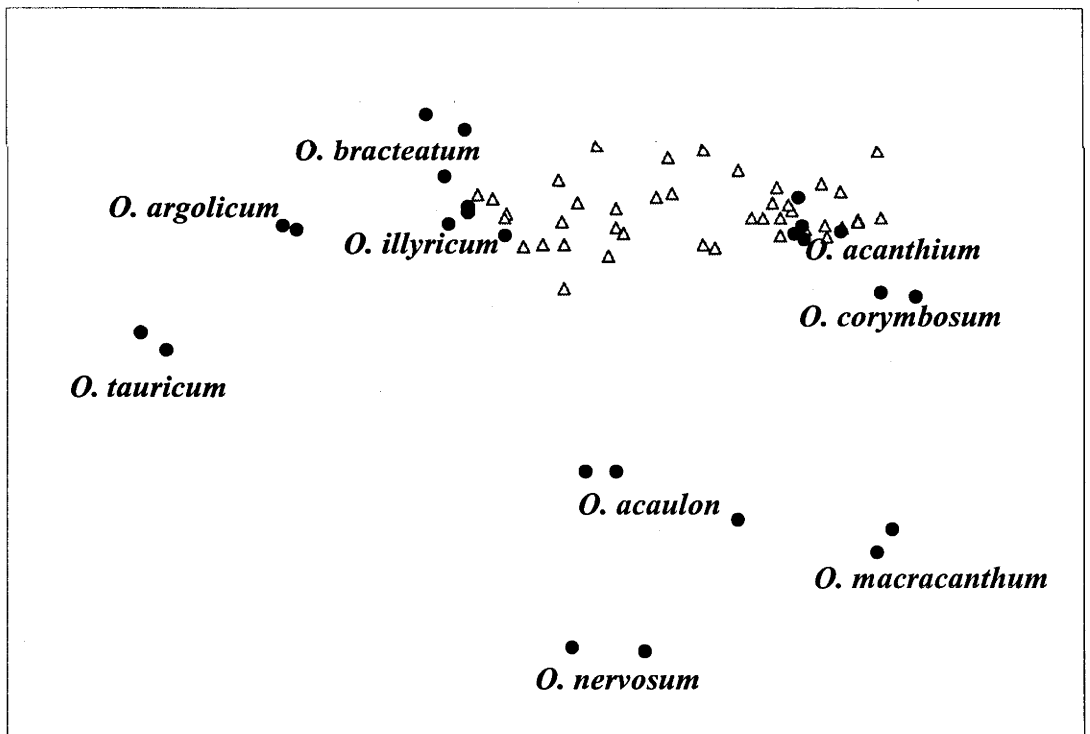 O. bracteatum
O. argolicum
O. illyricum
O. acanthium
O. corymbosum
O. tauricum
O. acaulon
O. macracanthum
O. nervosum